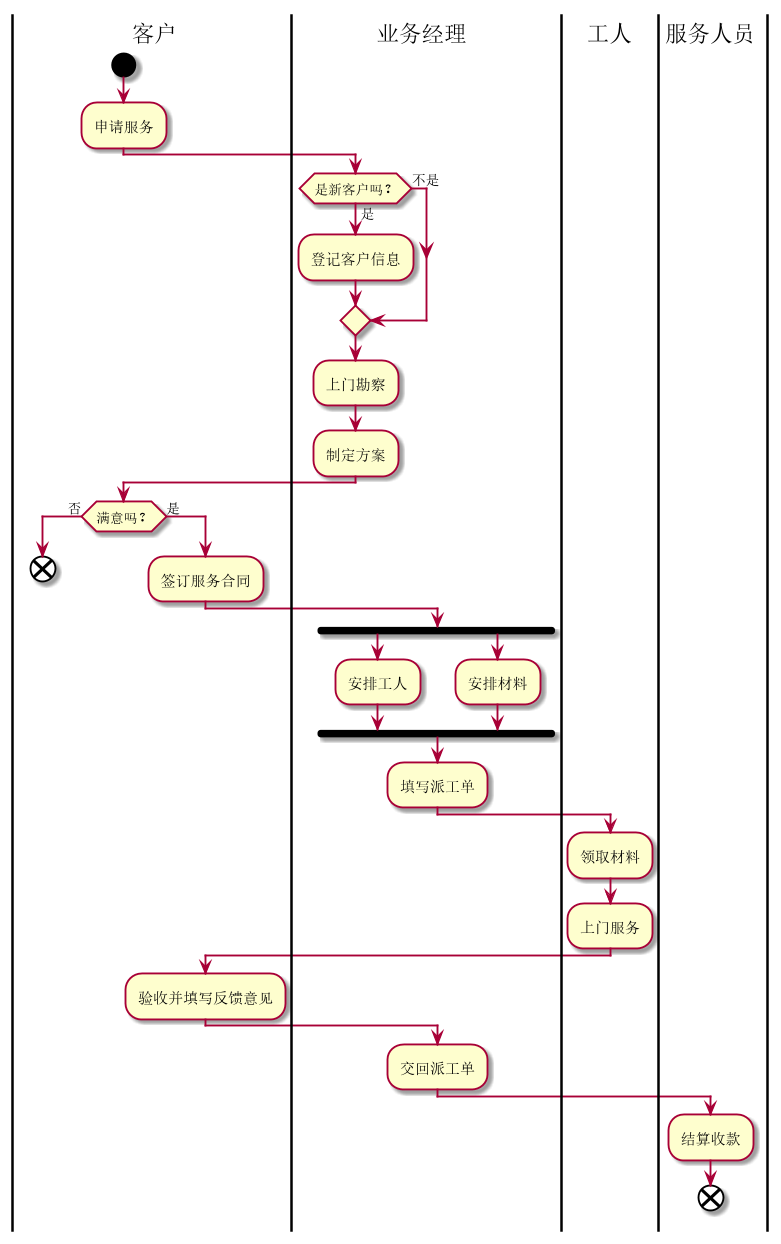 客户
业务经理
工人
服务人员
申请服务
是新客户吗？
不是
是
登记客户信息
上门勘察
制定方案
否
满意吗？
是
签订服务合同
安排工人
安排材料
填写派工单
领取材料
上门服务
验收并填写反馈意见
交回派工单
结算收款